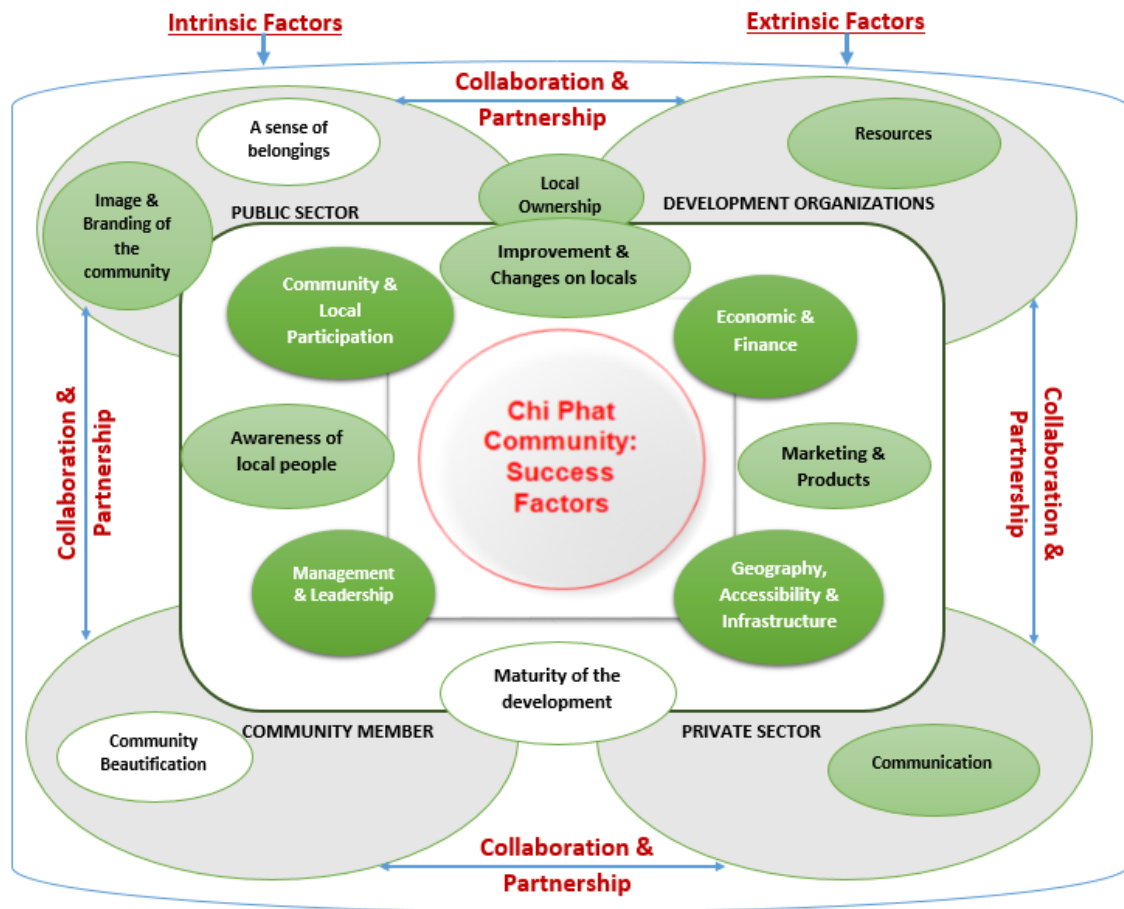 Intrinsic Factors
Extrinsic Factors
Collaboration &
Partnership
A sense of
belongings
Resources
Image &
Branding of
the
community
PUBLIC SECTOR
Local
Ownership
DEVELOPMENT ORGANIZATIONS
Improvement &
Changes on locals
Community &
Local
Participation
Economic &
Finance
Collaboration &
Partnership
Chi Phat
Community:
Success
Factors
Collaboration &
Partnership
Awareness of
local people
Marketing &
Products
Management
& Leadership
Geography,
Accessibility &
Infrastructure
Maturity of the
development
COMMUNITY MEMBER
PRIVATE SECTOR
Community
Beautification
Communication
Collaboration &
Partnership